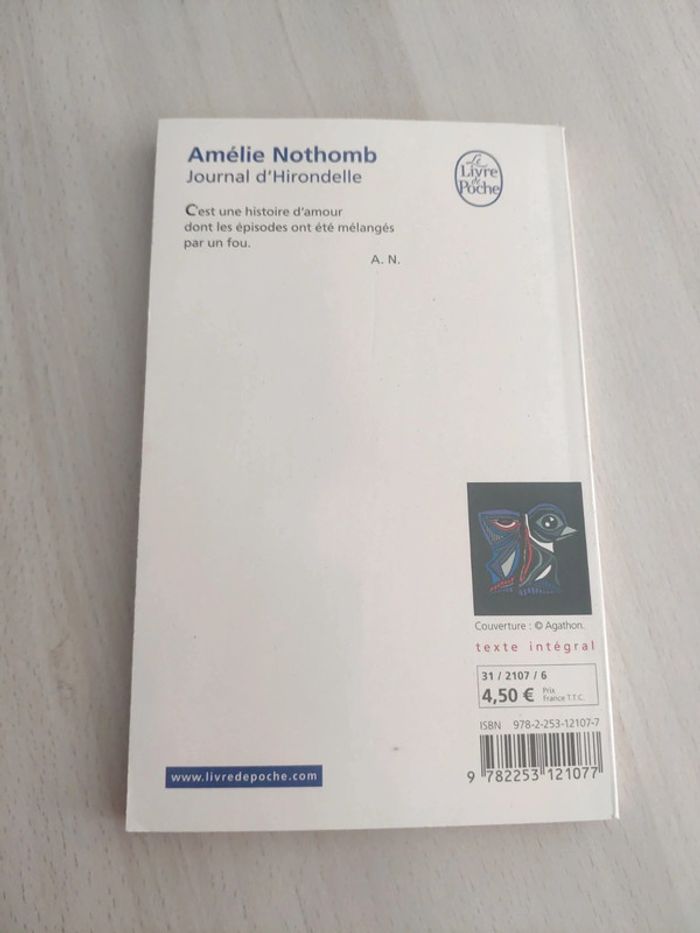 Amélie Nothomb
Journal d'Hirondelle
Le
Livre
de
Poche
C'est une histoire d'amour
dont les épisodes ont été mélangés
par un fou.
A. N.
Couverture : © Agathon.
texte intégral
31 / 2107 / 6
4,50 € Prix
France T.T.C.
ISBN 978-2-253-12107-7
9 782253 121077
www.livredepoche.com